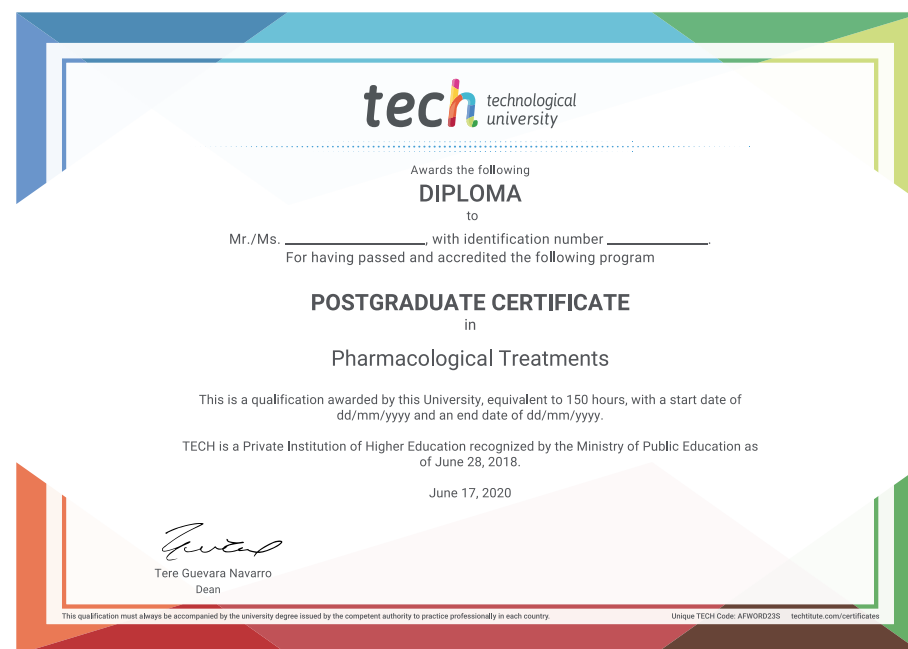 tech technological
university
Awards the following
DIPLOMA
to
Mr./Ms. ____________________, with identification number ______________.
For having passed and accredited the following program
POSTGRADUATE CERTIFICATE
in
Pharmacological Treatments
This is a qualification awarded by this University, equivalent to 150 hours, with a start date of
dd/mm/yyyy and an end date of dd/mm/yyyy.
TECH is a Private Institution of Higher Education recognized by the Ministry of Public Education as
of June 28, 2018.
June 17, 2020
Tere Guevara Navarro
Dean
This qualification must always be accompanied by the university degree issued by the competent authority to practice professionally in each country.
Unique TECH Code: AFWORD23S techtitute.com/certificates